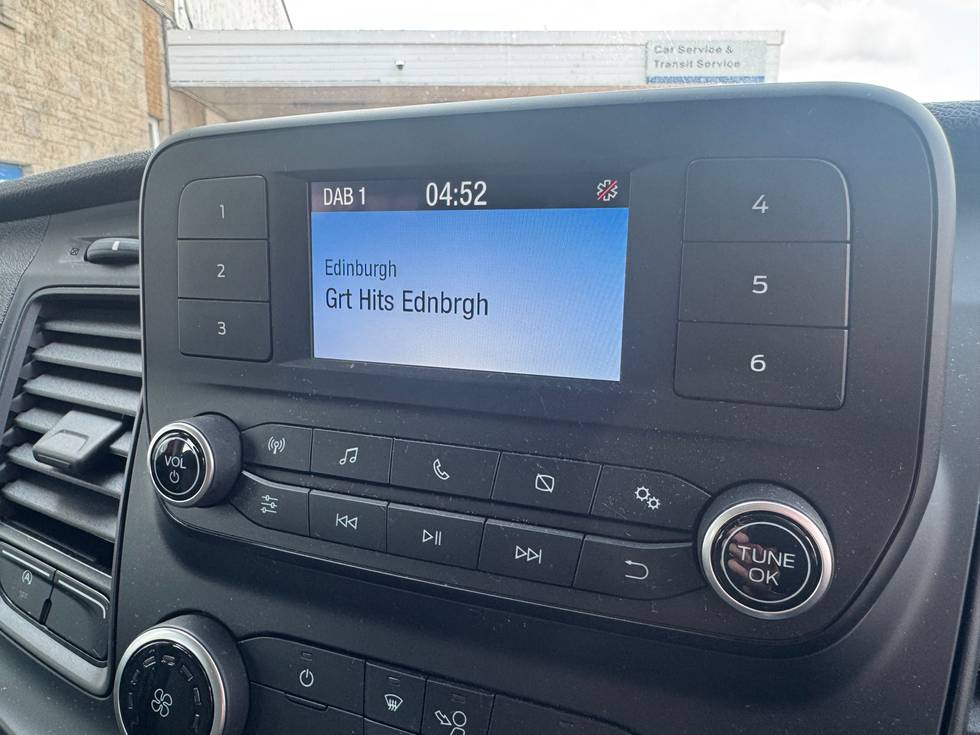 Car Service &
Transit Service
DAB 1 04:52
Edinburgh
Grt Hits Ednbrgh
1
2
3
4
5
6
VOL
TUNE
OK
A